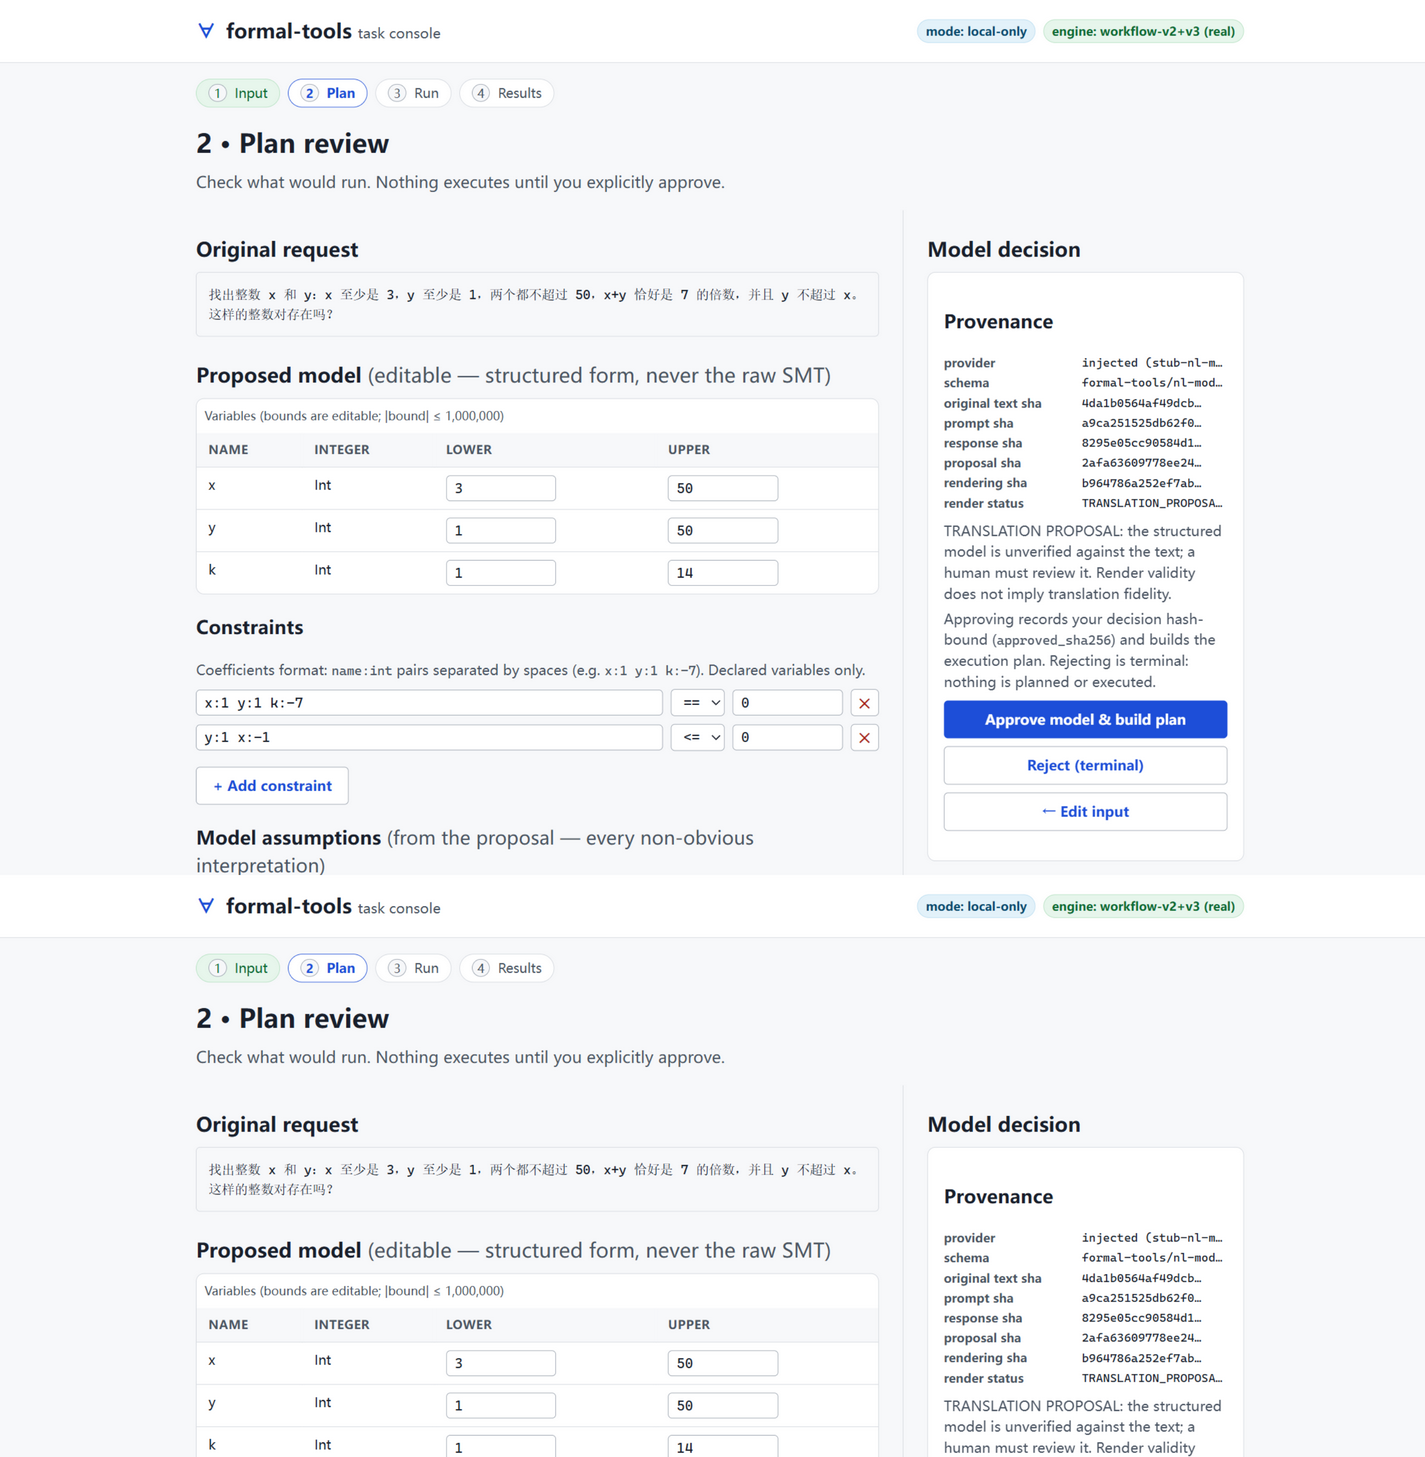 formal-tools task console
mode: local-only
engine: workflow-v2+v3 (real)
1 Input
2 Plan
3 Run
4 Results
2 • Plan review
Check what would run. Nothing executes until you explicitly approve.
Original request
找出整数 x 和 y: x 至少是 3, y 至少是 1, 两个都不超过 50, x+y 恰好是 7 的倍数, 并且 y 不超过 x。
这样的整数对存在吗?
Proposed model (editable — structured form, never the raw SMT)
Variables (bounds are editable; |bound| ≤ 1,000,000)
NAME INTEGER LOWER UPPER
x Int 3 50
y Int 1 50
k Int 1 14
Constraints
Coefficients format: name:int pairs separated by spaces (e.g. x:1 y:1 k:-7). Declared variables only.
x:1 y:1 k:-7 == 0
y:1 x:-1 <= 0
+ Add constraint
Model assumptions (from the proposal — every non-obvious
interpretation)
Model decision
Provenance
provider injected (stub-nl-m…
schema formal-tools/nl-mod…
original text sha 4da1b0564af49dcb…
prompt sha a9ca251525db62f0…
response sha 8295e05cc90584d1…
proposal sha 2afa63609778ee24…
rendering sha b964786a252ef7ab…
render status TRANSLATION_PROPOSA…
TRANSLATION PROPOSAL: the structured
model is unverified against the text; a
human must review it. Render validity
does not imply translation fidelity.
Approving records your decision hash-
bound (approved_sha256) and builds the
execution plan. Rejecting is terminal:
nothing is planned or executed.
Approve model & build plan
Reject (terminal)
← Edit input
formal-tools task console
mode: local-only
engine: workflow-v2+v3 (real)
1 Input
2 Plan
3 Run
4 Results
2 • Plan review
Check what would run. Nothing executes until you explicitly approve.
Original request
找出整数 x 和 y: x 至少是 3, y 至少是 1, 两个都不超过 50, x+y 恰好是 7 的倍数, 并且 y 不超过 x。
这样的整数对存在吗?
Proposed model (editable — structured form, never the raw SMT)
Variables (bounds are editable; |bound| ≤ 1,000,000)
NAME INTEGER LOWER UPPER
x Int 3 50
y Int 1 50
k Int 1 14
Model decision
Provenance
provider injected (stub-nl-m…
schema formal-tools/nl-mod…
original text sha 4da1b0564af49dcb…
prompt sha a9ca251525db62f0…
response sha 8295e05cc90584d1…
proposal sha 2afa63609778ee24…
rendering sha b964786a252ef7ab…
render status TRANSLATION_PROPOSA…
TRANSLATION PROPOSAL: the structured
model is unverified against the text; a
human must review it. Render validity